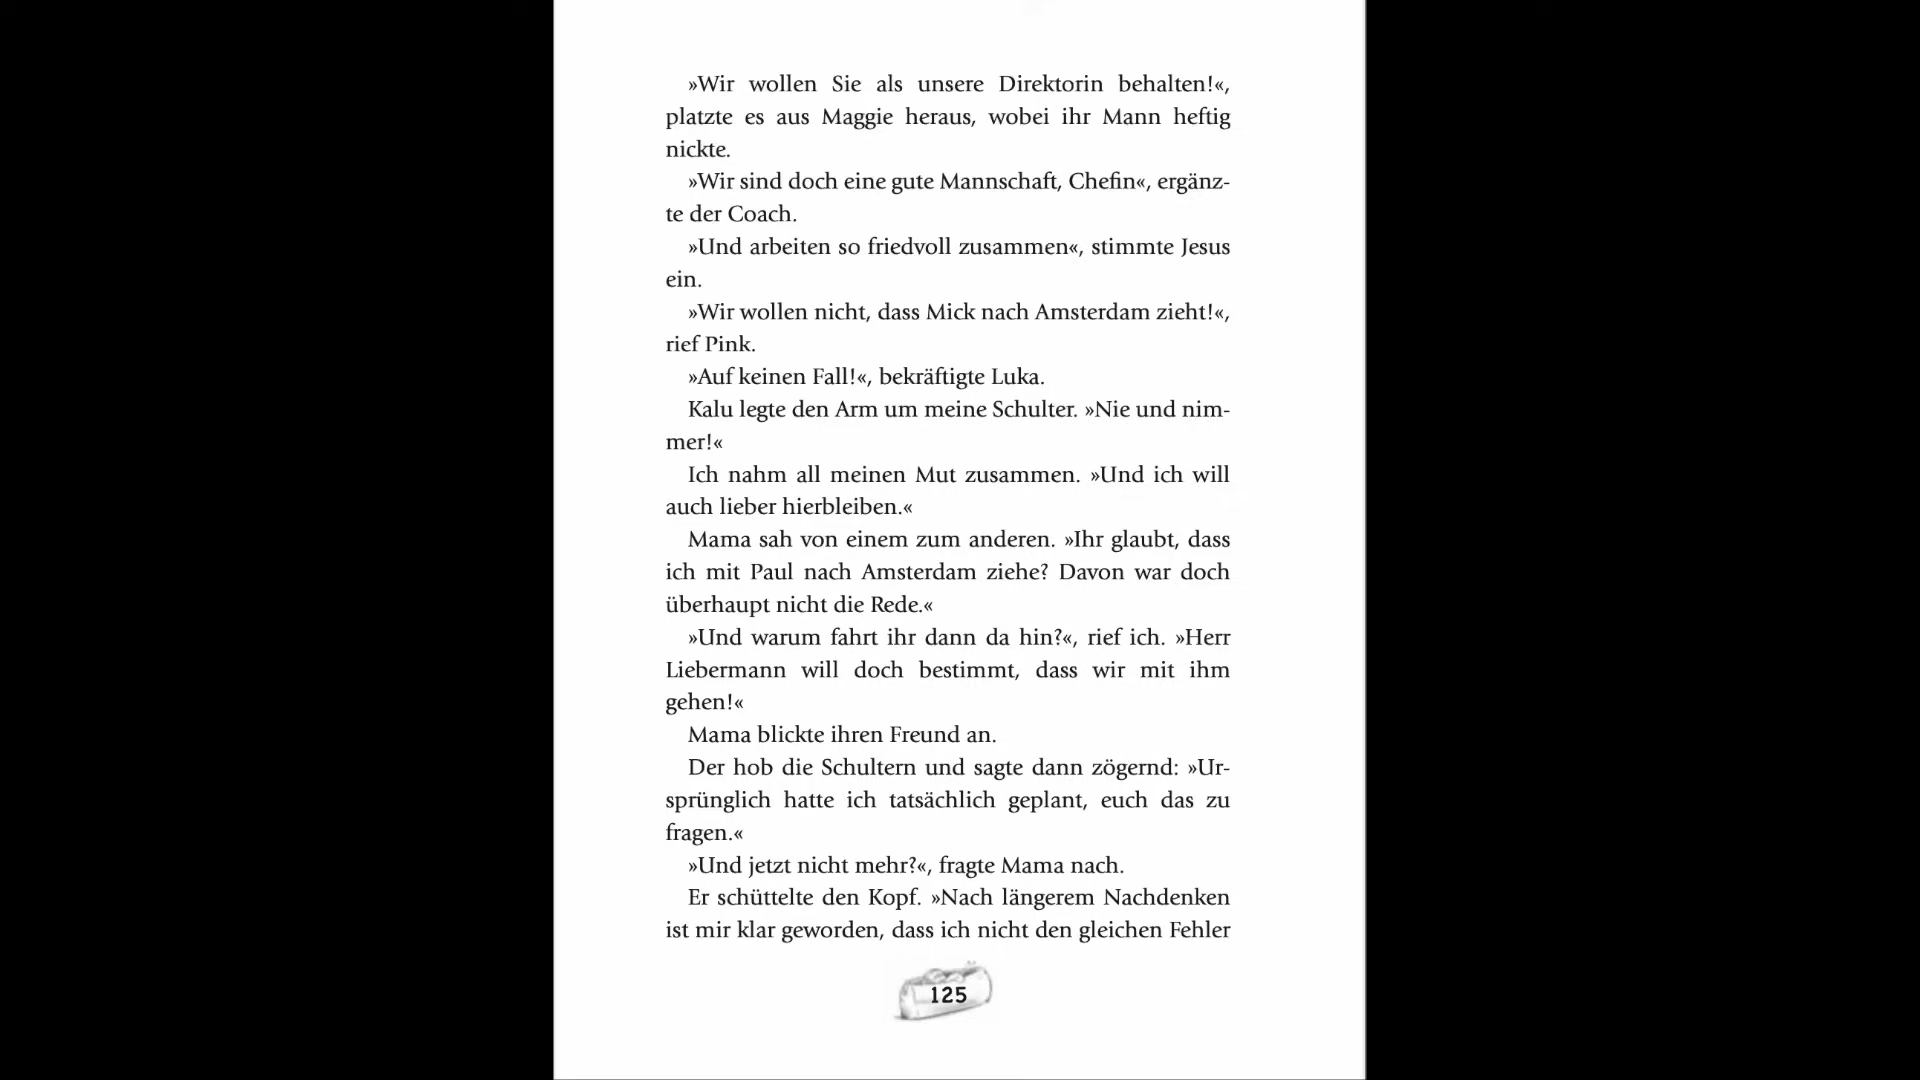 »Wir wollen Sie als unsere Direktorin behalten!«,
platzte es aus Maggie heraus, wobei ihr Mann heftig
nickte.
»Wir sind doch eine gute Mannschaft, Chefin«, ergänz-
te der Coach.
»Und arbeiten so friedvoll zusammen«, stimmte Jesus
ein.
»Wir wollen nicht, dass Mick nach Amsterdam zieht!«,
rief Pink.
»Auf keinen Fall!«, bekräftigte Luka.
Kalu legte den Arm um meine Schulter. »Nie und nim-
mer!«
Ich nahm all meinen Mut zusammen. »Und ich will
auch lieber hierbleiben.«
Mama sah von einem zum anderen. »Ihr glaubt, dass
ich mit Paul nach Amsterdam ziehe? Davon war doch
überhaupt nicht die Rede.«
»Und warum fahrt ihr dann da hin?«, rief ich. »Herr
Liebermann will doch bestimmt, dass wir mit ihm
gehen!«
Mama blickte ihren Freund an.
Der hob die Schultern und sagte dann zögernd: »Ur-
sprünglich hatte ich tatsächlich geplant, euch das zu
fragen.«
»Und jetzt nicht mehr?«, fragte Mama nach.
Er schüttelte den Kopf. »Nach längerem Nachdenken
ist mir klar geworden, dass ich nicht den gleichen Fehler
125